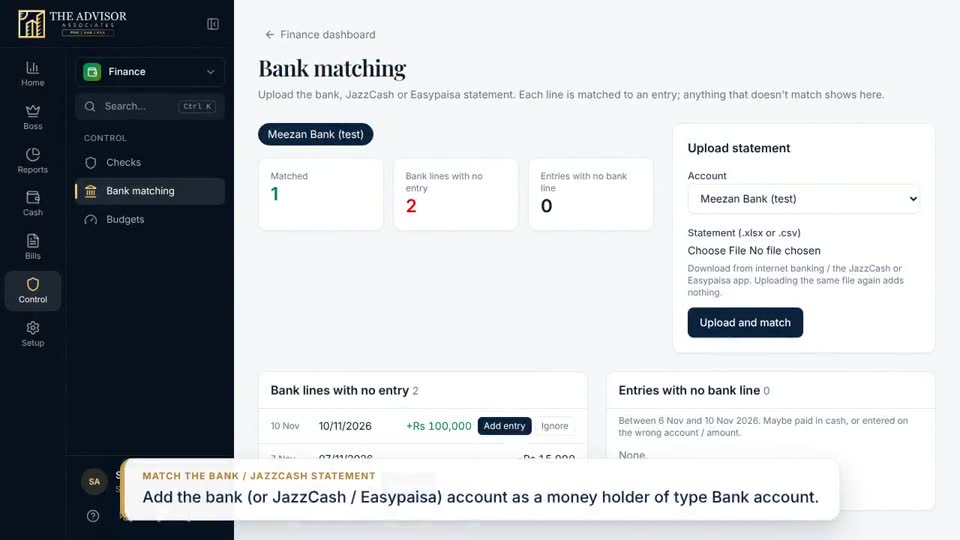 THE ADVISOR
ASSOCIATES
Home
Boss
Reports
Cash
Bills
Control
Setup
Finance
Search...
Ctrl K
CONTROL
Checks
Bank matching
Budgets
SA
Finance dashboard
Bank matching
Upload the bank, JazzCash or Easypaisa statement. Each line is matched to an entry; anything that doesn't match shows here.
Meezan Bank (test)
Matched
1
Bank lines with no
entry
2
Entries with no bank
line
0
Upload statement
Account
Meezan Bank (test)
Statement (.xlsx or .csv)
Choose File No file chosen
Download from internet banking / the JazzCash or
Easypaisa app. Uploading the same file again adds
nothing.
Upload and match
Bank lines with no entry 2
10 Nov 10/11/2026 +Rs 100,000 Add entry Ignore
Entries with no bank line 0
Between 6 Nov and 10 Nov 2026. Maybe paid in cash, or entered on
the wrong account / amount.
None.
MATCH THE BANK / JAZZCASH STATEMENT
Add the bank (or JazzCash / Easypaisa) account as a money holder of type Bank account.